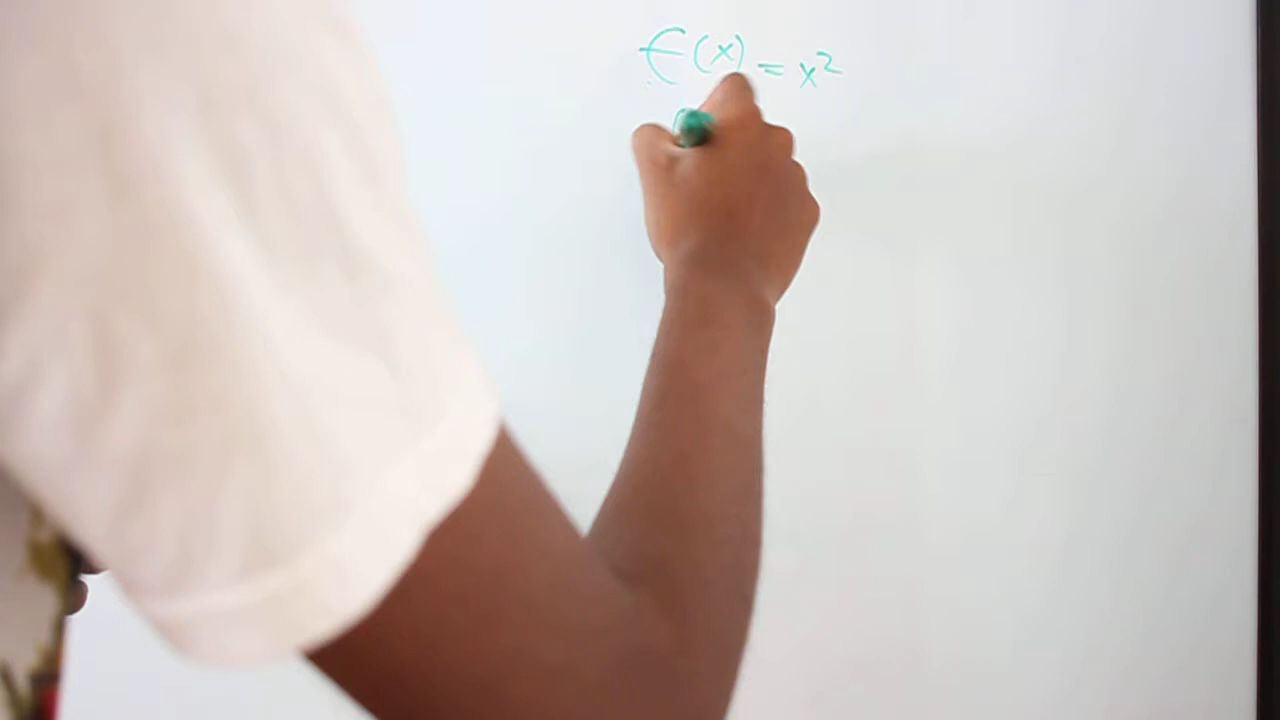 f(x) = x²